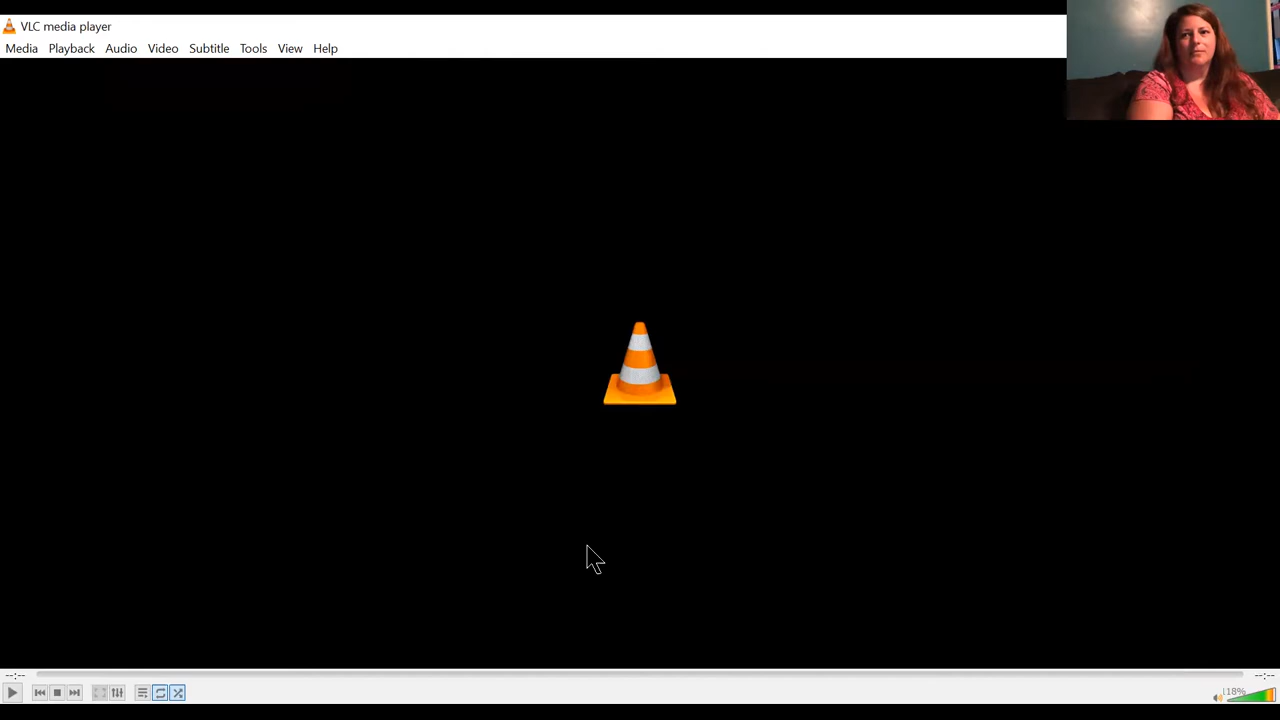 VLC media player
Media Playback Audio Video Subtitle Tools View Help
--:-- --:--
118%